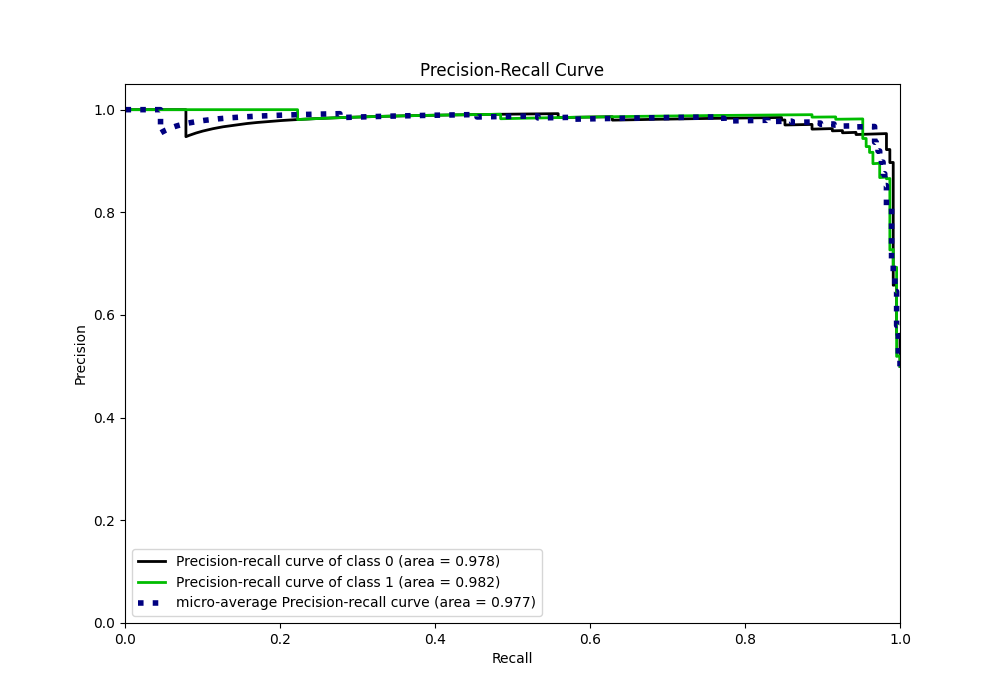 Precision-Recall Curve
1.0
0.8
0.6
0.4
0.2
0.0
Precision
Precision-recall curve of class 0 (area = 0.978)
Precision-recall curve of class 1 (area = 0.982)
micro-average Precision-recall curve (area = 0.977)
0.0 0.2 0.4 0.6 0.8 1.0
Recall